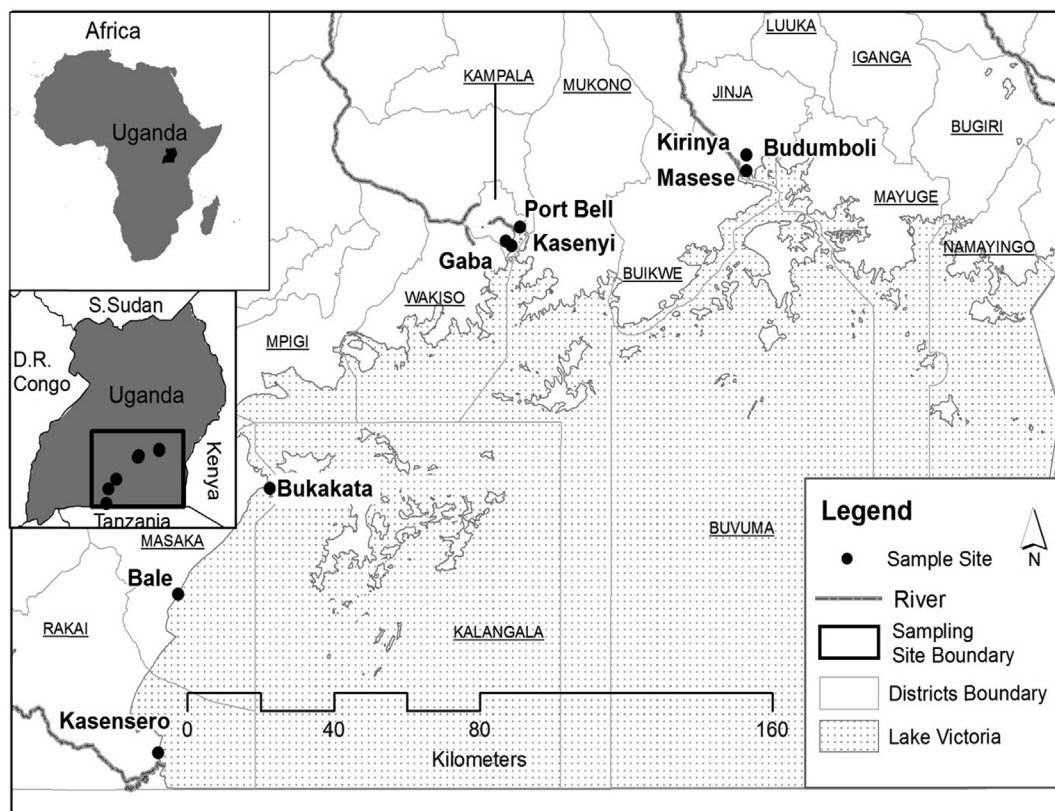 Africa
Uganda
S.Sudan
D.R.
Congo
Uganda
Kenya
Tanzania
KAMPALA
MUKONO
LUUKA
IGANGA
JINJA
BUGIRI
Kirinya
Budumboli
Masese
MAYUGE
Port Bell
Kasenyi
Gaba
NAMAYINGO
BUIKWE
WAKISO
MPIGI
Bukakata
BUVUMA
MASAKA
Bale
RAKAI
KALANGALA
Kasensero
0 40 80 160
Kilometers
Legend
N
Sample Site
River
Sampling
Site Boundary
Districts Boundary
Lake Victoria